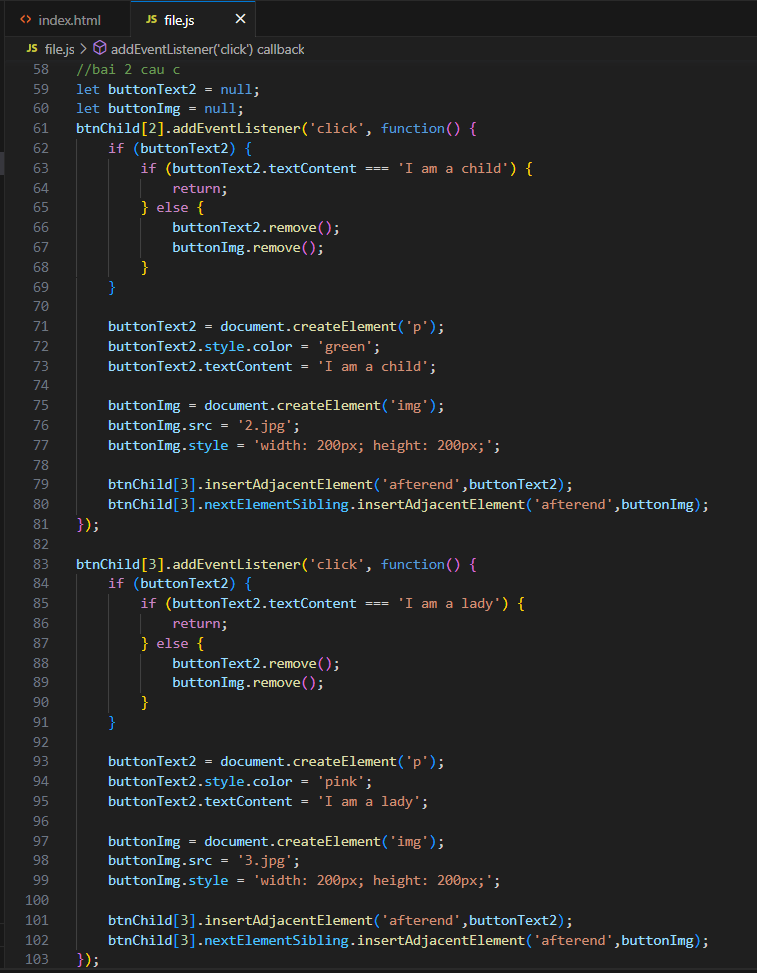 index.html JS file.js ✕
JS file.js > addEventListener('click') callback
58 //bai 2 cau c
59 let buttonText2 = null;
60 let buttonImg = null;
61 btnChild[2].addEventListener('click', function() {
62     if (buttonText2) {
63         if (buttonText2.textContent === 'I am a child') {
64             return;
65         } else {
66             buttonText2.remove();
67             buttonImg.remove();
68         }
69     }
70
71     buttonText2 = document.createElement('p');
72     buttonText2.style.color = 'green';
73     buttonText2.textContent = 'I am a child';
74
75     buttonImg = document.createElement('img');
76     buttonImg.src = '2.jpg';
77     buttonImg.style = 'width: 200px; height: 200px;';
78
79     btnChild[3].insertAdjacentElement('afterend',buttonText2);
80     btnChild[3].nextElementSibling.insertAdjacentElement('afterend',buttonImg);
81 });
82
83 btnChild[3].addEventListener('click', function() {
84     if (buttonText2) {
85         if (buttonText2.textContent === 'I am a lady') {
86             return;
87         } else {
88             buttonText2.remove();
89             buttonImg.remove();
90         }
91     }
92
93     buttonText2 = document.createElement('p');
94     buttonText2.style.color = 'pink';
95     buttonText2.textContent = 'I am a lady';
96
97     buttonImg = document.createElement('img');
98     buttonImg.src = '3.jpg';
99     buttonImg.style = 'width: 200px; height: 200px;';
100
101     btnChild[3].insertAdjacentElement('afterend',buttonText2);
102     btnChild[3].nextElementSibling.insertAdjacentElement('afterend',buttonImg);
103 });